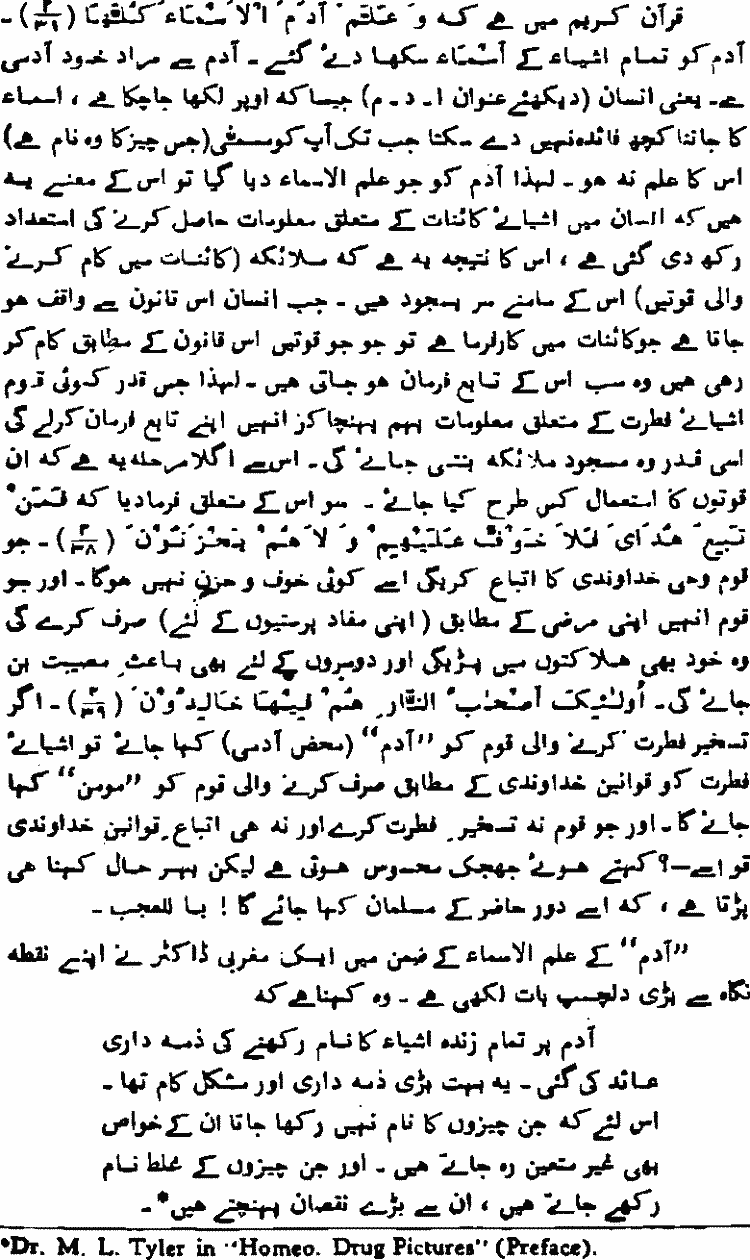 قرآن کریم میں ہے کہ وَ عَلَّمَ آدَمَ الْاَسْمَاءَ کُلَّهَا (۲/۳۱) ۔
آدم کو تمام اشیاء کے اَسْمَاء سکھا دئے گئے ۔ آدم سے مراد خود آدمی
ہے۔ یعنی انسان (دیکھئے عنوان ا ۔ د ۔ م) جیسا کہ اوپر لکھا جاچکا ہے ، اسماء
کا جاننا کچھ فائدہ نہیں دے سکتا جب تک آپ کو مسمّٰی (جس چیز کا وہ نام ہے)
اس کا علم نہ ہو ۔ لہذا آدم کو جو علم الاسماء دیا گیا تو اس کے معنے یہ
ہیں کہ انسان میں اشیائے کائنات کے متعلق معلومات حاصل کرنے کی استعداد
رکھ دی گئی ہے ، اس کا نتیجہ یہ ہے کہ ملائکہ (کائنات میں کام کرنے
والی قوتیں) اس کے سامنے سر بسجود ہیں ۔ جب انسان اس قانون سے واقف ہو
جاتا ہے جو کائنات میں کارفرما ہے تو جو جو قوتیں اس قانون کے مطابق کام کر
رہی ہیں وہ سب اس کے تابع فرمان ہو جاتی ہیں ۔ لہذا جس قدر کوئی قوم
اشیائے فطرت کے متعلق معلومات بہم پہنچا کر انہیں اپنے تابع فرمان کرلے گی
اسی قدر وہ مسجود ملائکہ بنتی جائے گی ۔ اس سے اگلا مرحلہ یہ ہے کہ ان
قوتوں کا استعمال کس طرح کیا جائے ۔ سو اس کے متعلق فرمادیا کہ فَمَنْ
تَبِعَ هُدَایَ فَلَا خَوْفٌ عَلَيْهِمْ وَ لَا هُمْ يَحْزَنُوْنَ (۲/۳۸) ۔ جو
قوم وحی خداوندی کا اتباع کریگی اسے کوئی خوف و حزن نہیں ہوگا ۔ اور جو
قوم انہیں اپنی مرضی کے مطابق (اپنی مفاد پرستیوں کے لئے) صرف کرے گی
وہ خود بھی ہلاکتوں میں پڑیگی اور دوسروں کے لئے بھی باعثِ مصیبت بن
جائے گی ۔ اُولٰئِکَ اَصْحٰبُ النَّارِ هُمْ فِيْهَا خَالِدُوْنَ (۲/۳۹) ۔ اگر
تسخیر فطرت کرنے والی قوم کو ”آدم“ (محض آدمی) کہا جائے تو اشیائے
فطرت کو قوانین خداوندی کے مطابق صرف کرنے والی قوم کو ”مومن“ کہا
جائے گا ۔ اور جو قوم نہ تسخیرِ فطرت کرے اور نہ ہی اتباعِ قوانین خداوندی
تو اسے—؟ کہتے ہوئے جھجک محسوس ہوتی ہے لیکن بہر حال کہنا ہی
پڑتا ہے ، کہ اسے دور حاضر کے مسلمان کہا جائے گا ! یا للعجب ۔
”آدم“ کے علم الاسماء کے ضمن میں ایک مغربی ڈاکٹر نے اپنے نقطہ
نگاہ سے بڑی دلچسپ بات لکھی ہے ۔ وہ کہتا ہے کہ
آدم پر تمام زندہ اشیاء کا نام رکھنے کی ذمہ داری
عائد کی گئی ۔ یہ بہت بڑی ذمہ داری اور مشکل کام تھا ۔
اس لئے کہ جن چیزوں کا نام نہیں رکھا جاتا ان کے خواص
بھی غیر متعین رہ جاتے ہیں ۔ اور جن چیزوں کے غلط نام
رکھے جاتے ہیں ، ان سے بڑے نقصان پہنچتے ہیں* ۔
*Dr. M. L. Tyler in "Homeo. Drug Pictures" (Preface).